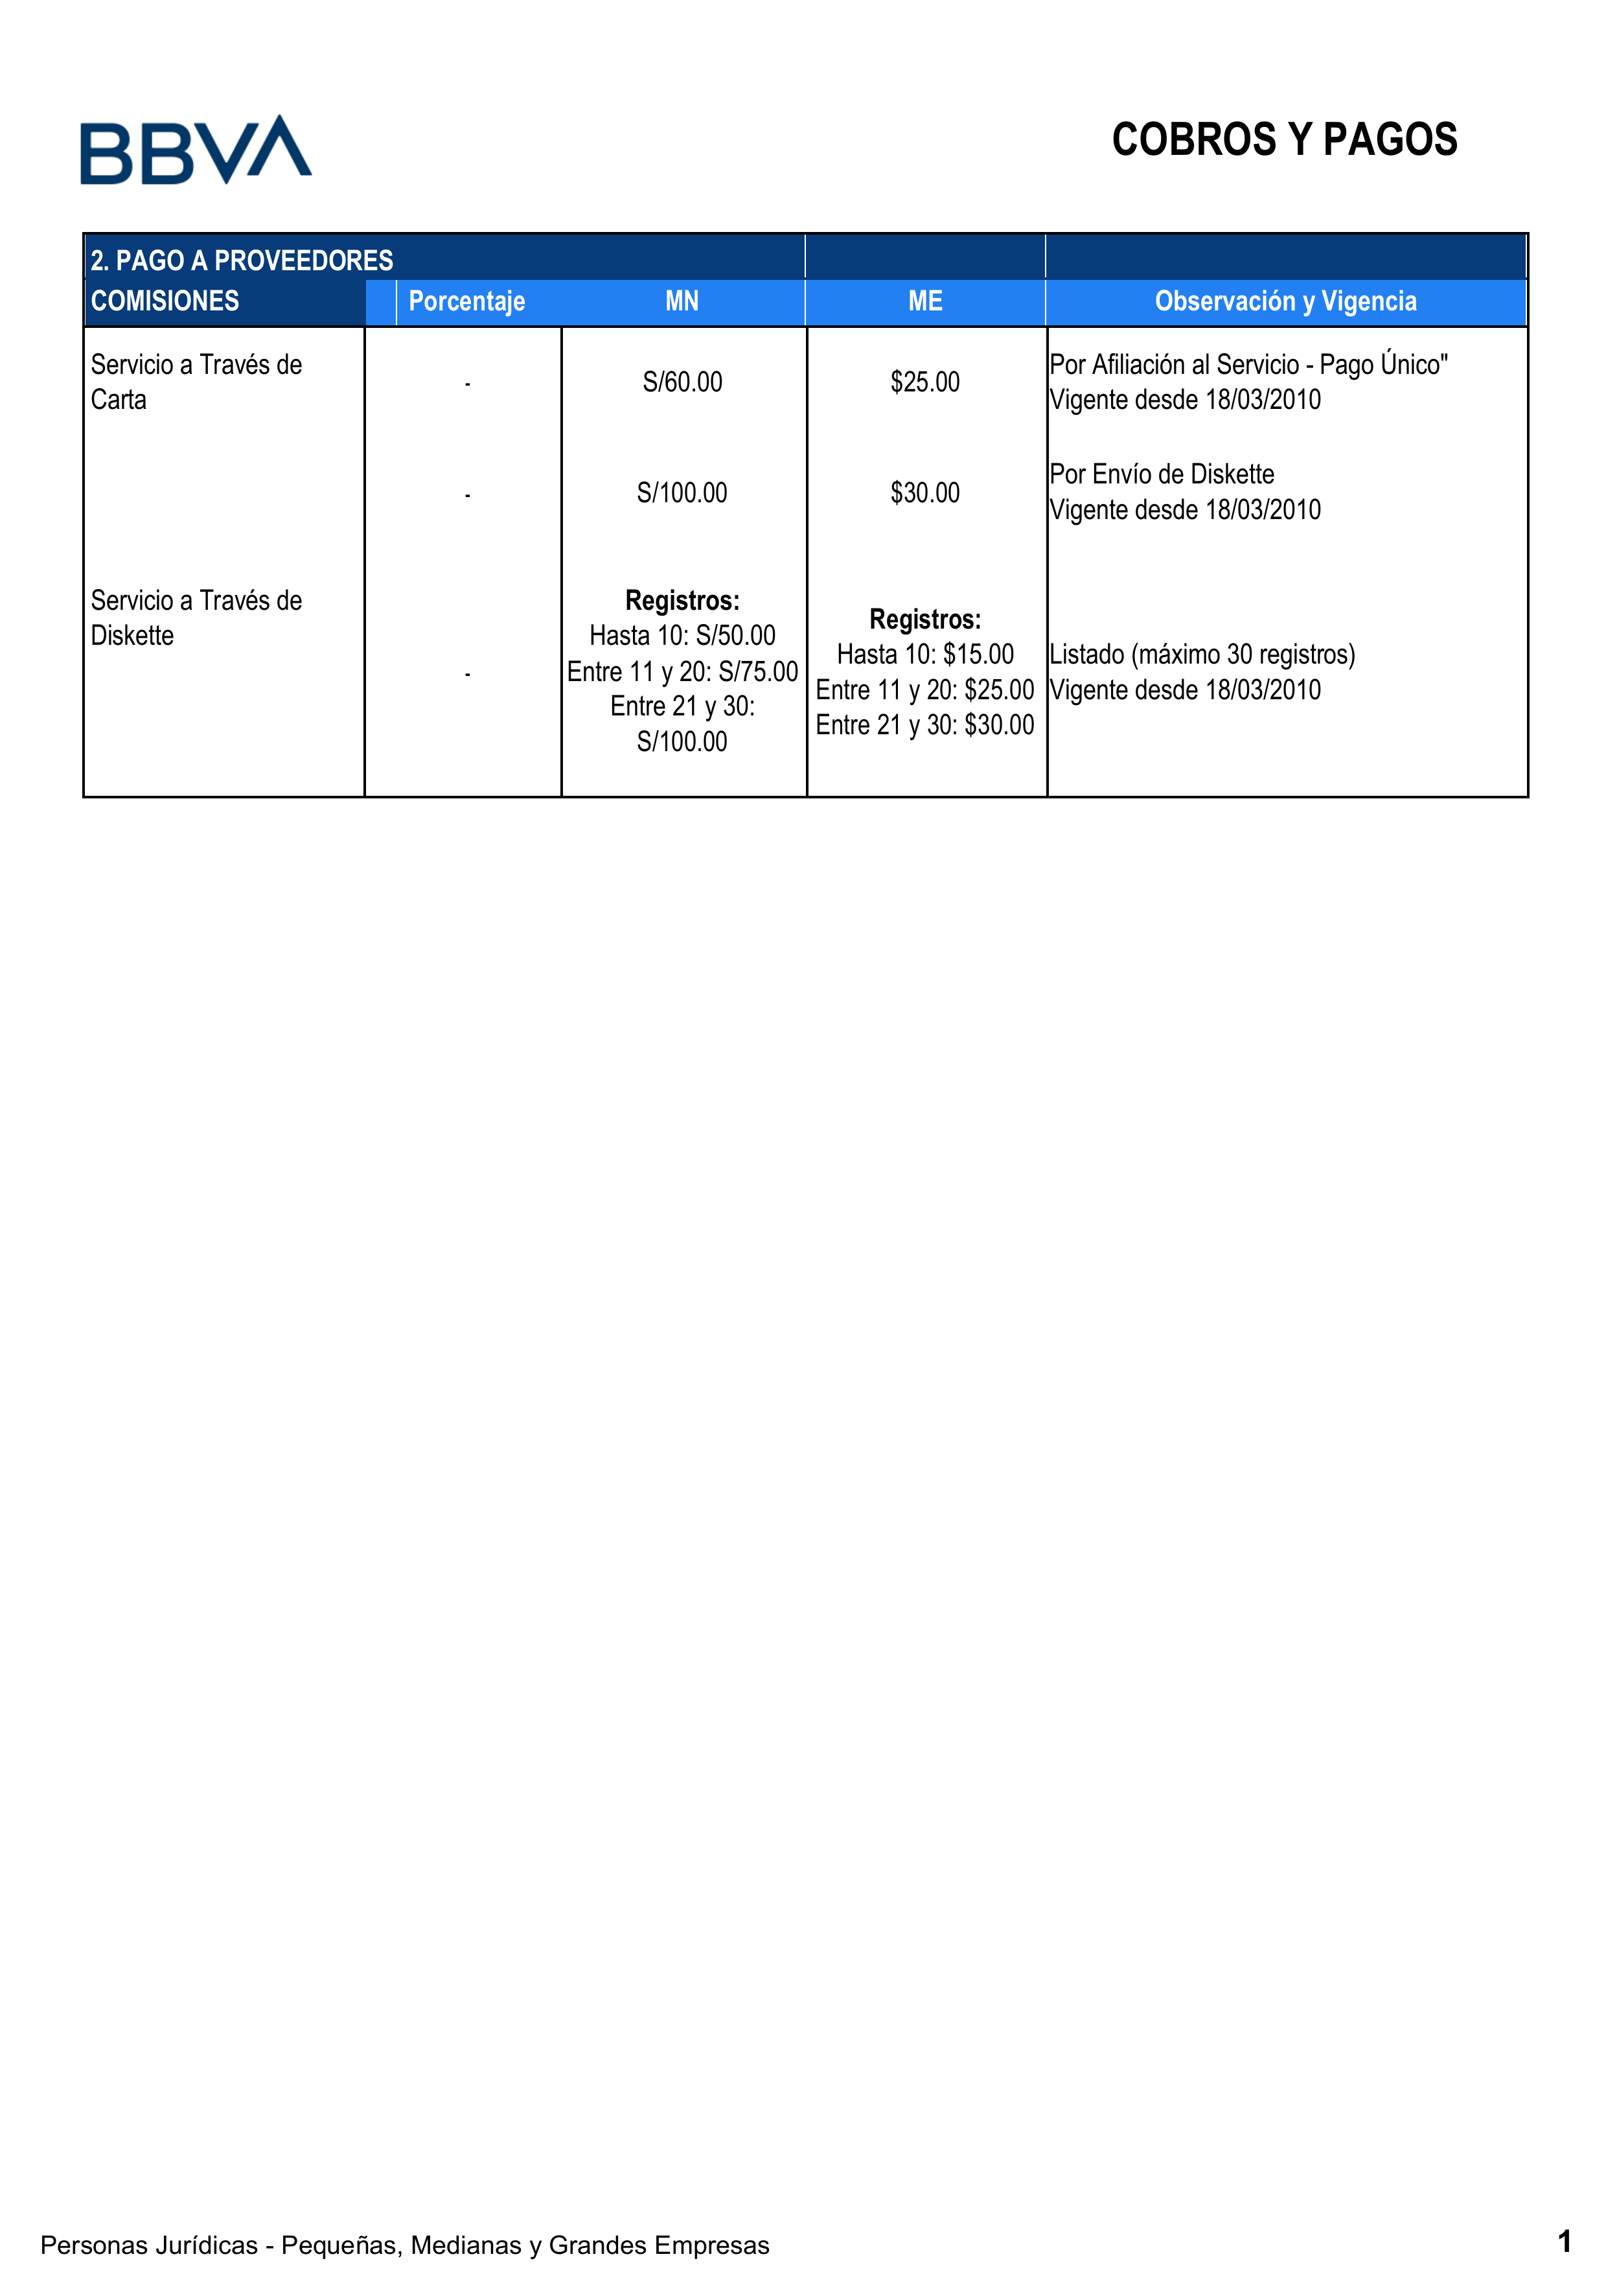 BBVA
COBROS Y PAGOS
2. PAGO A PROVEEDORES
COMISIONES Porcentaje MN ME Observación y Vigencia
Servicio a Través de
Carta
-
S/60.00
$25.00
Por Afiliación al Servicio - Pago Único"
Vigente desde 18/03/2010
-
S/100.00
$30.00
Por Envío de Diskette
Vigente desde 18/03/2010
Servicio a Través de
Diskette
-
Registros:
Hasta 10: S/50.00
Entre 11 y 20: S/75.00
Entre 21 y 30:
S/100.00
Registros:
Hasta 10: $15.00
Entre 11 y 20: $25.00
Entre 21 y 30: $30.00
Listado (máximo 30 registros)
Vigente desde 18/03/2010
Personas Jurídicas - Pequeñas, Medianas y Grandes Empresas
1